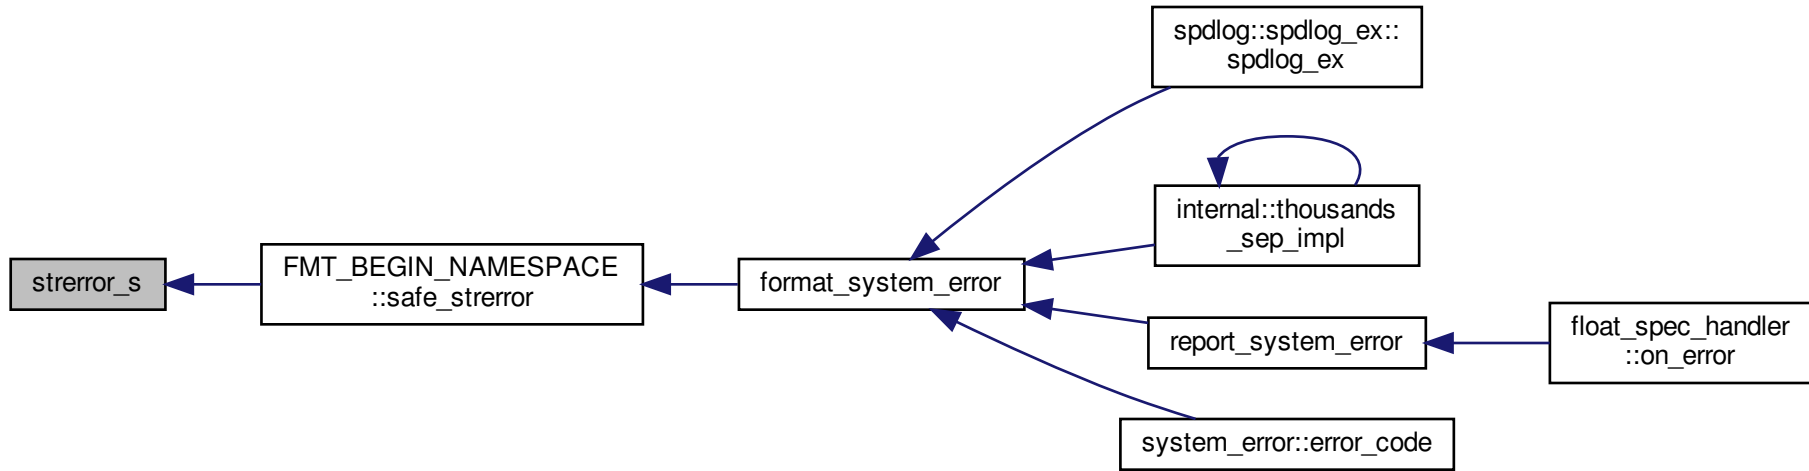 strerror_s
FMT_BEGIN_NAMESPACE
::safe_strerror
format_system_error
spdlog::spdlog_ex::
spdlog_ex
internal::thousands
_sep_impl
report_system_error
float_spec_handler
::on_error
system_error::error_code